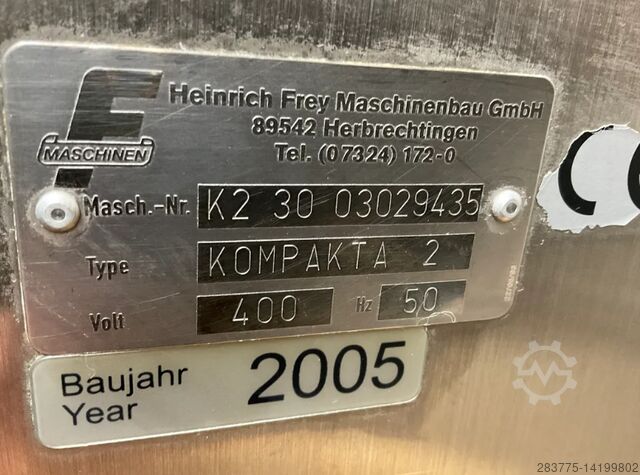 F
MASCHINEN
Heinrich Frey Maschinenbau GmbH
89542 Herbrechtingen
Tel. (07324) 172-0
Masch.-Nr. K2 30 03029435
Type KOMPAKTA 2
Volt 400 Hz 50
Baujahr
Year
2005
CE
283775-14199802